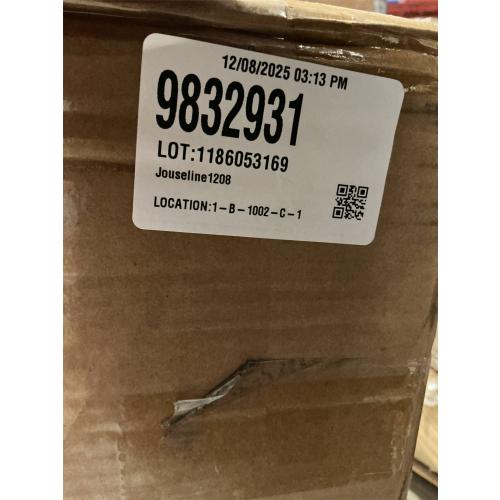 12/08/2025 03:13 PM
9832931
LOT:1186053169
Jouseline1208
LOCATION:1-B-1002-C-1